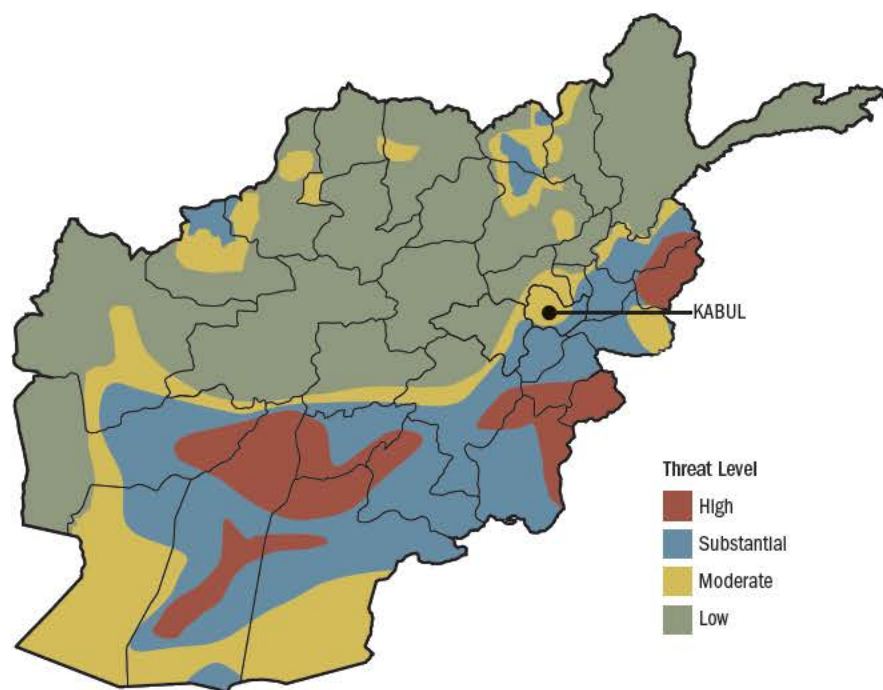 KABUL
Threat Level
High
Substantial
Moderate
Low